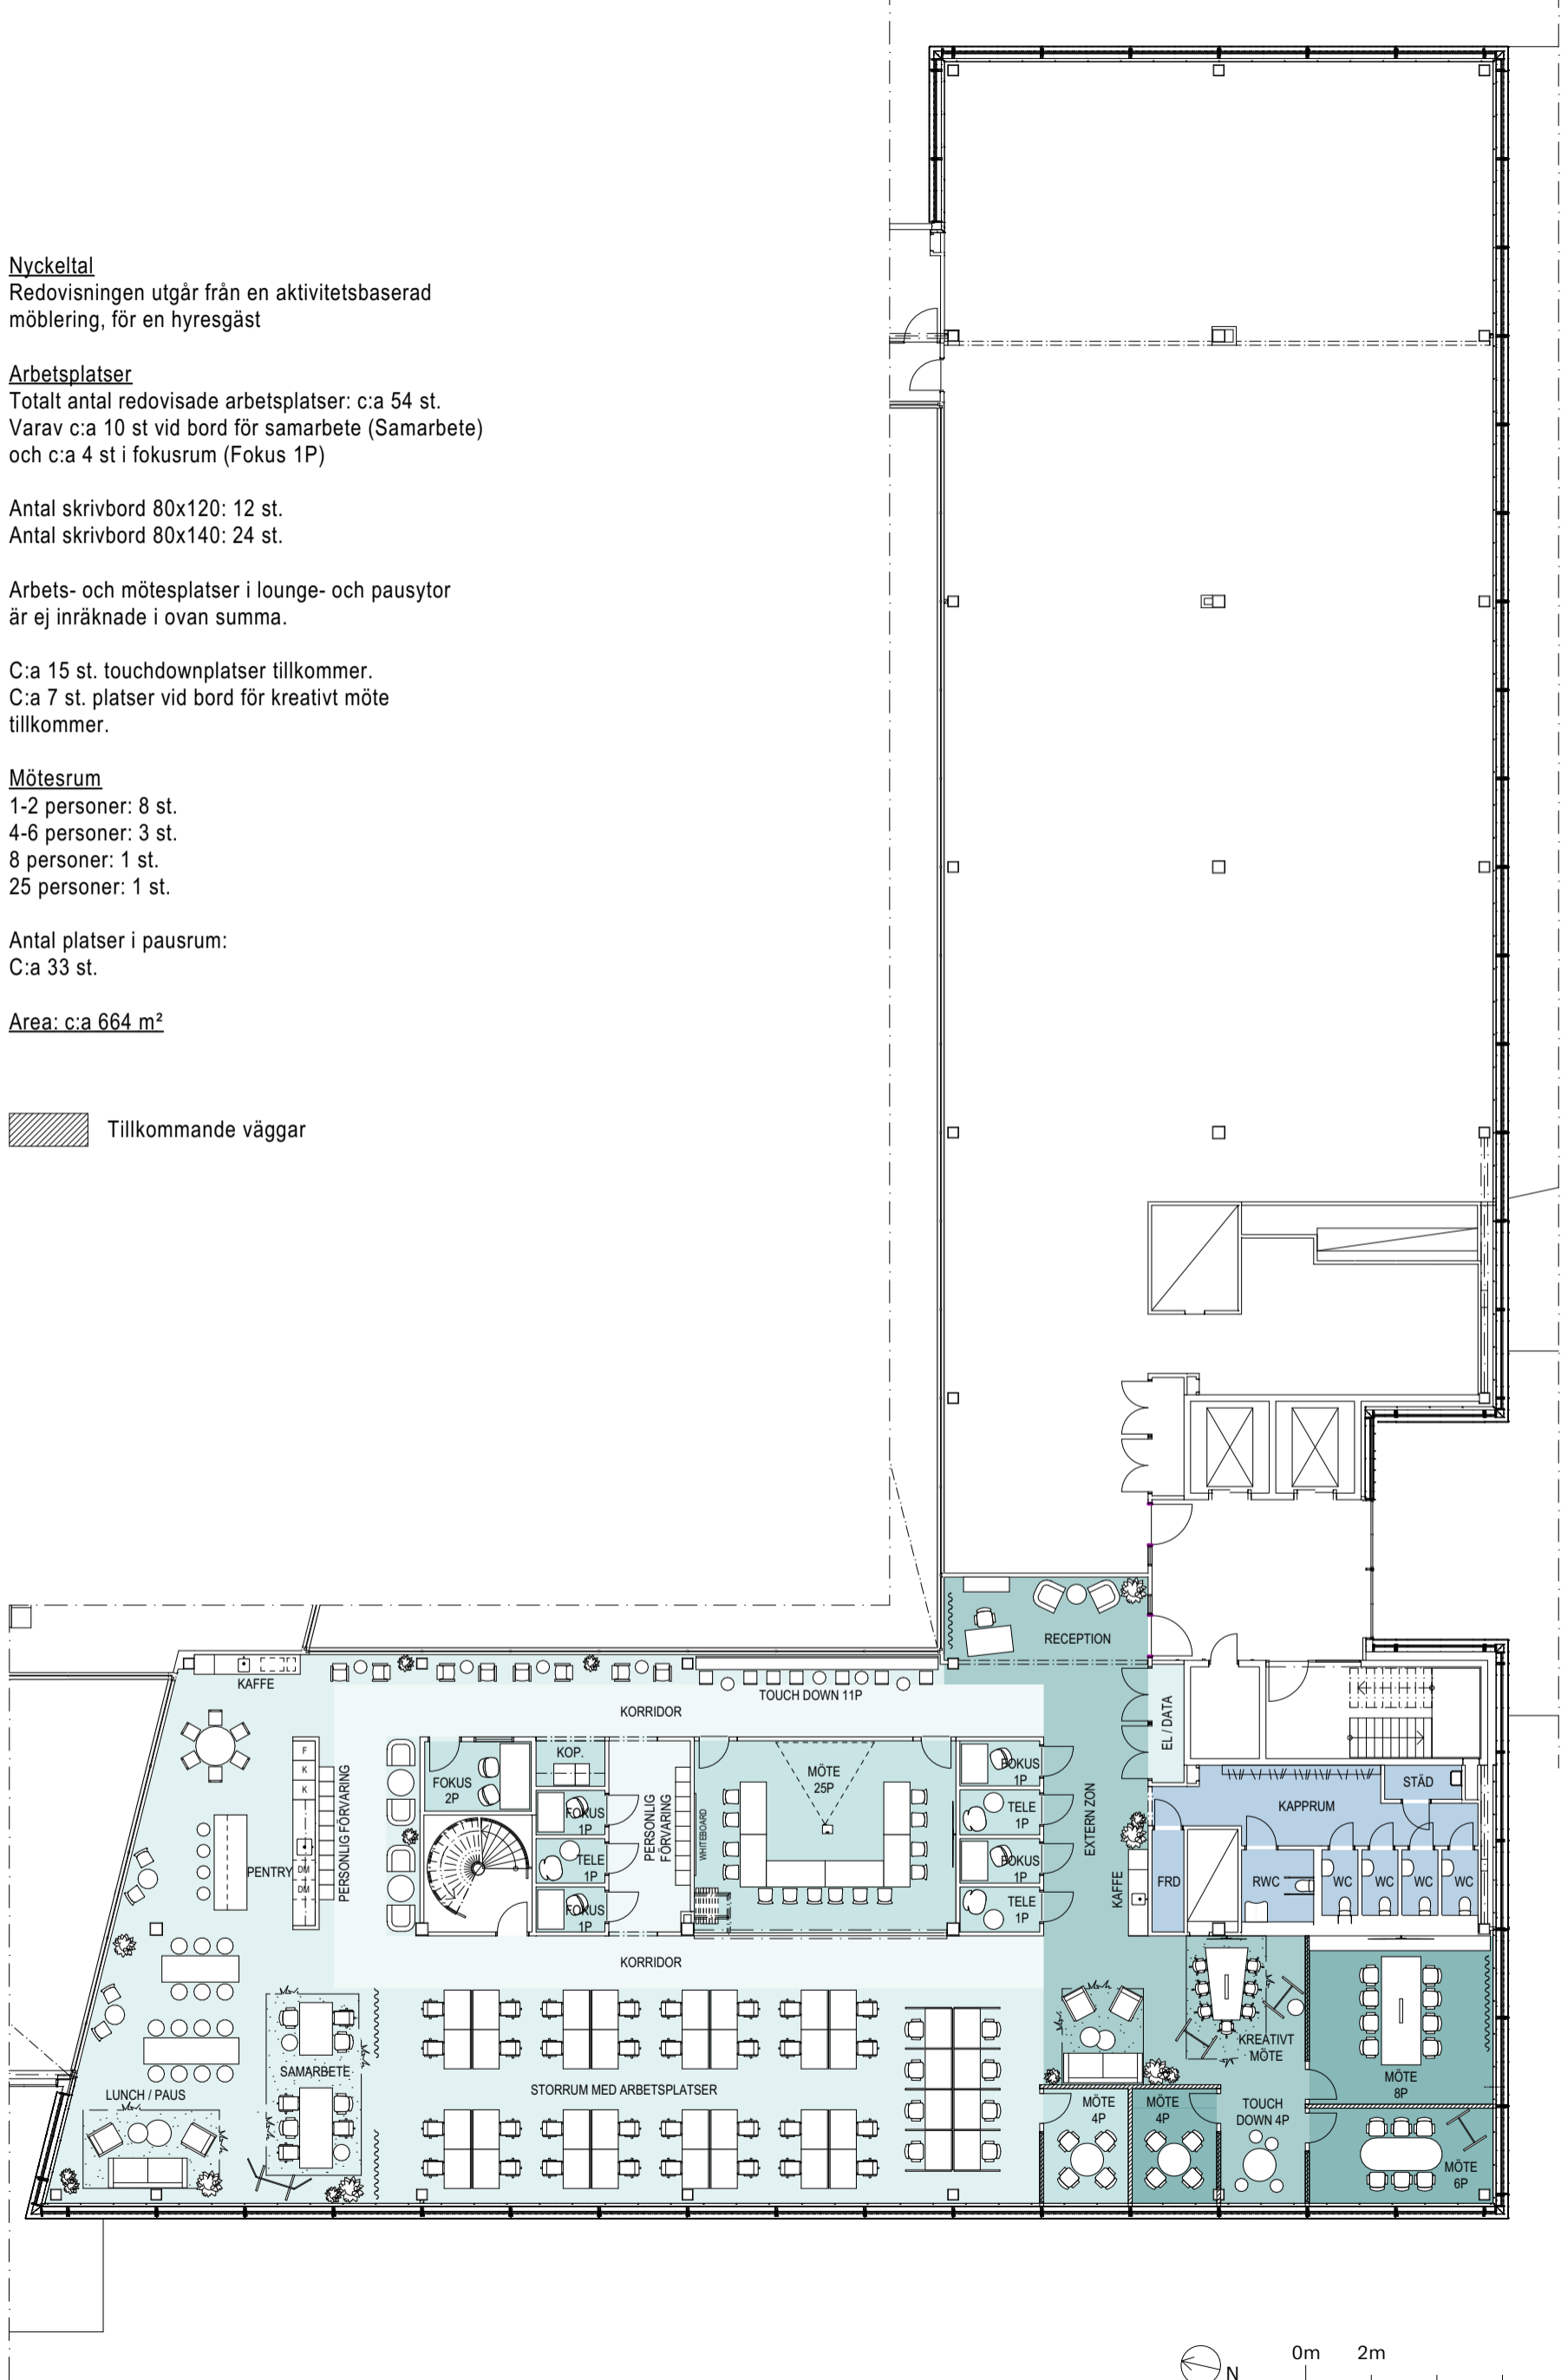 Nyckeltal
Redovisningen utgår från en aktivitetsbaserad
möblering, för en hyresgäst
Arbetsplatser
Totalt antal redovisade arbetsplatser: c:a 54 st.
Varav c:a 10 st vid bord för samarbete (Samarbete)
och c:a 4 st i fokusrum (Fokus 1P)
Antal skrivbord 80x120: 12 st.
Antal skrivbord 80x140: 24 st.
Arbets- och mötesplatser i lounge- och pausytor
är ej inräknade i ovan summa.
C:a 15 st. touchdownplatser tillkommer.
C:a 7 st. platser vid bord för kreativt möte
tillkommer.
Mötesrum
1-2 personer: 8 st.
4-6 personer: 3 st.
8 personer: 1 st.
25 personer: 1 st.
Antal platser i pausrum:
C:a 33 st.
Area: c:a 664 m²
Tillkommande väggar
RECEPTION
KAFFE
TOUCH DOWN 11P
KORRIDOR
EL / DATA
F
K
K
DM
DM
PENTRY
PERSONLIG FÖRVARING
FOKUS
2P
KOP.
FOKUS
1P
TELE
1P
FOKUS
1P
PERSONLIG
FÖRVARING
WHITEBOARD
MÖTE
25P
FOKUS
1P
TELE
1P
FOKUS
1P
TELE
1P
EXTERN ZON
KAFFE
STÄD
KAPPRUM
FRD
RWC
WC
WC
WC
WC
KORRIDOR
SAMARBETE
LUNCH / PAUS
STORRUM MED ARBETSPLATSER
KREATIVT
MÖTE
MÖTE
8P
MÖTE
4P
MÖTE
4P
TOUCH
DOWN 4P
MÖTE
6P
N
0m
2m